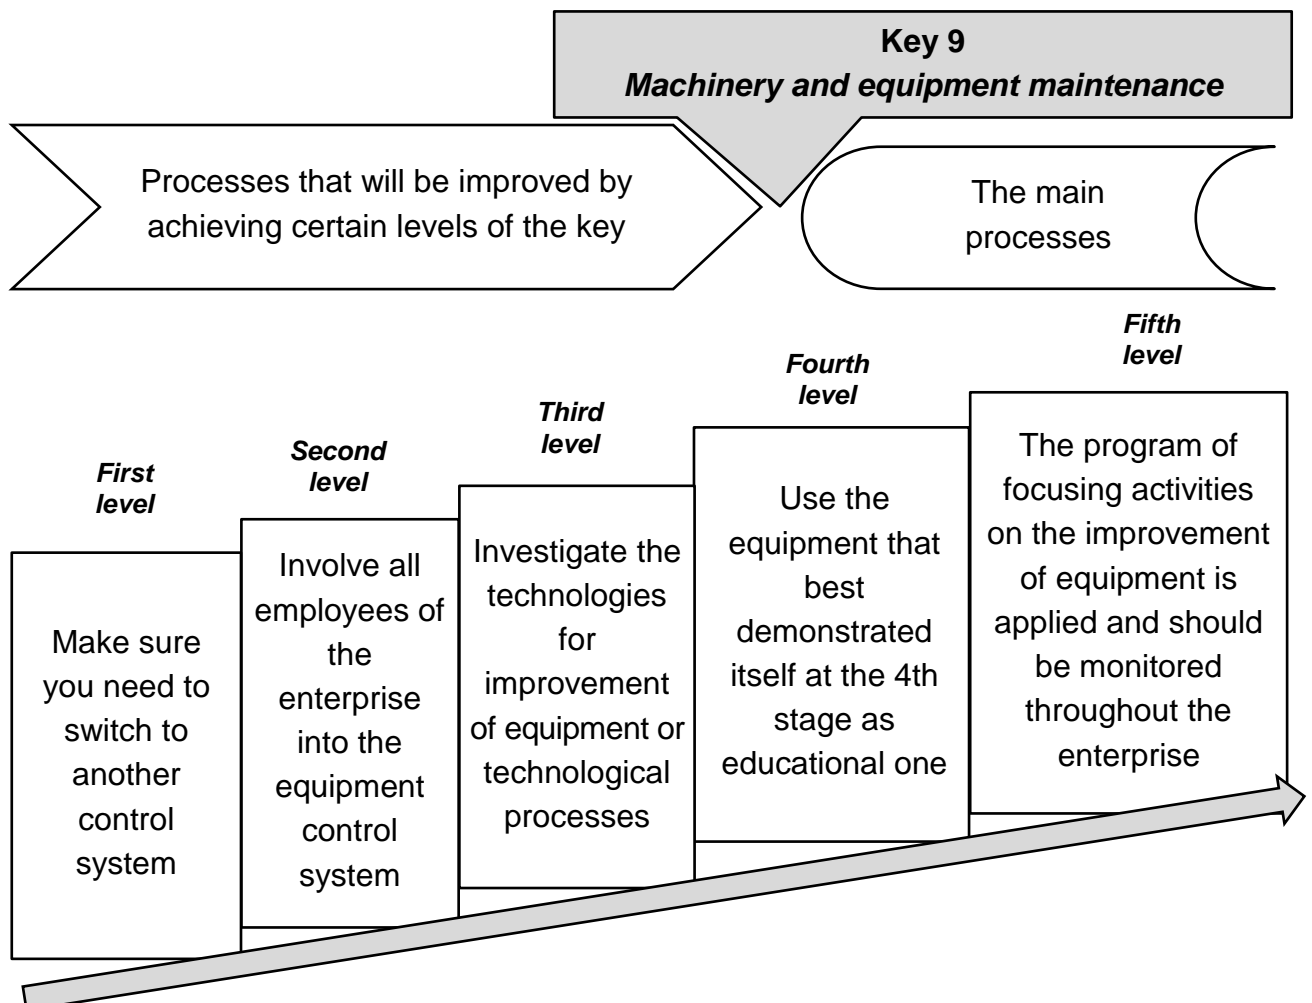 Key 9
Machinery and equipment maintenance
Processes that will be improved by
achieving certain levels of the key
The main
processes
First
level
Make sure
you need to
switch to
another
control
system
Second
level
Involve all
employees of
the
enterprise
into the
equipment
control
system
Third
level
Investigate the
technologies
for
improvement
of equipment or
technological
processes
Fourth
level
Use the
equipment that
best
demonstrated
itself at the 4th
stage as
educational one
Fifth
level
The program of
focusing activities
on the improvement
of equipment is
applied and should
be monitored
throughout the
enterprise